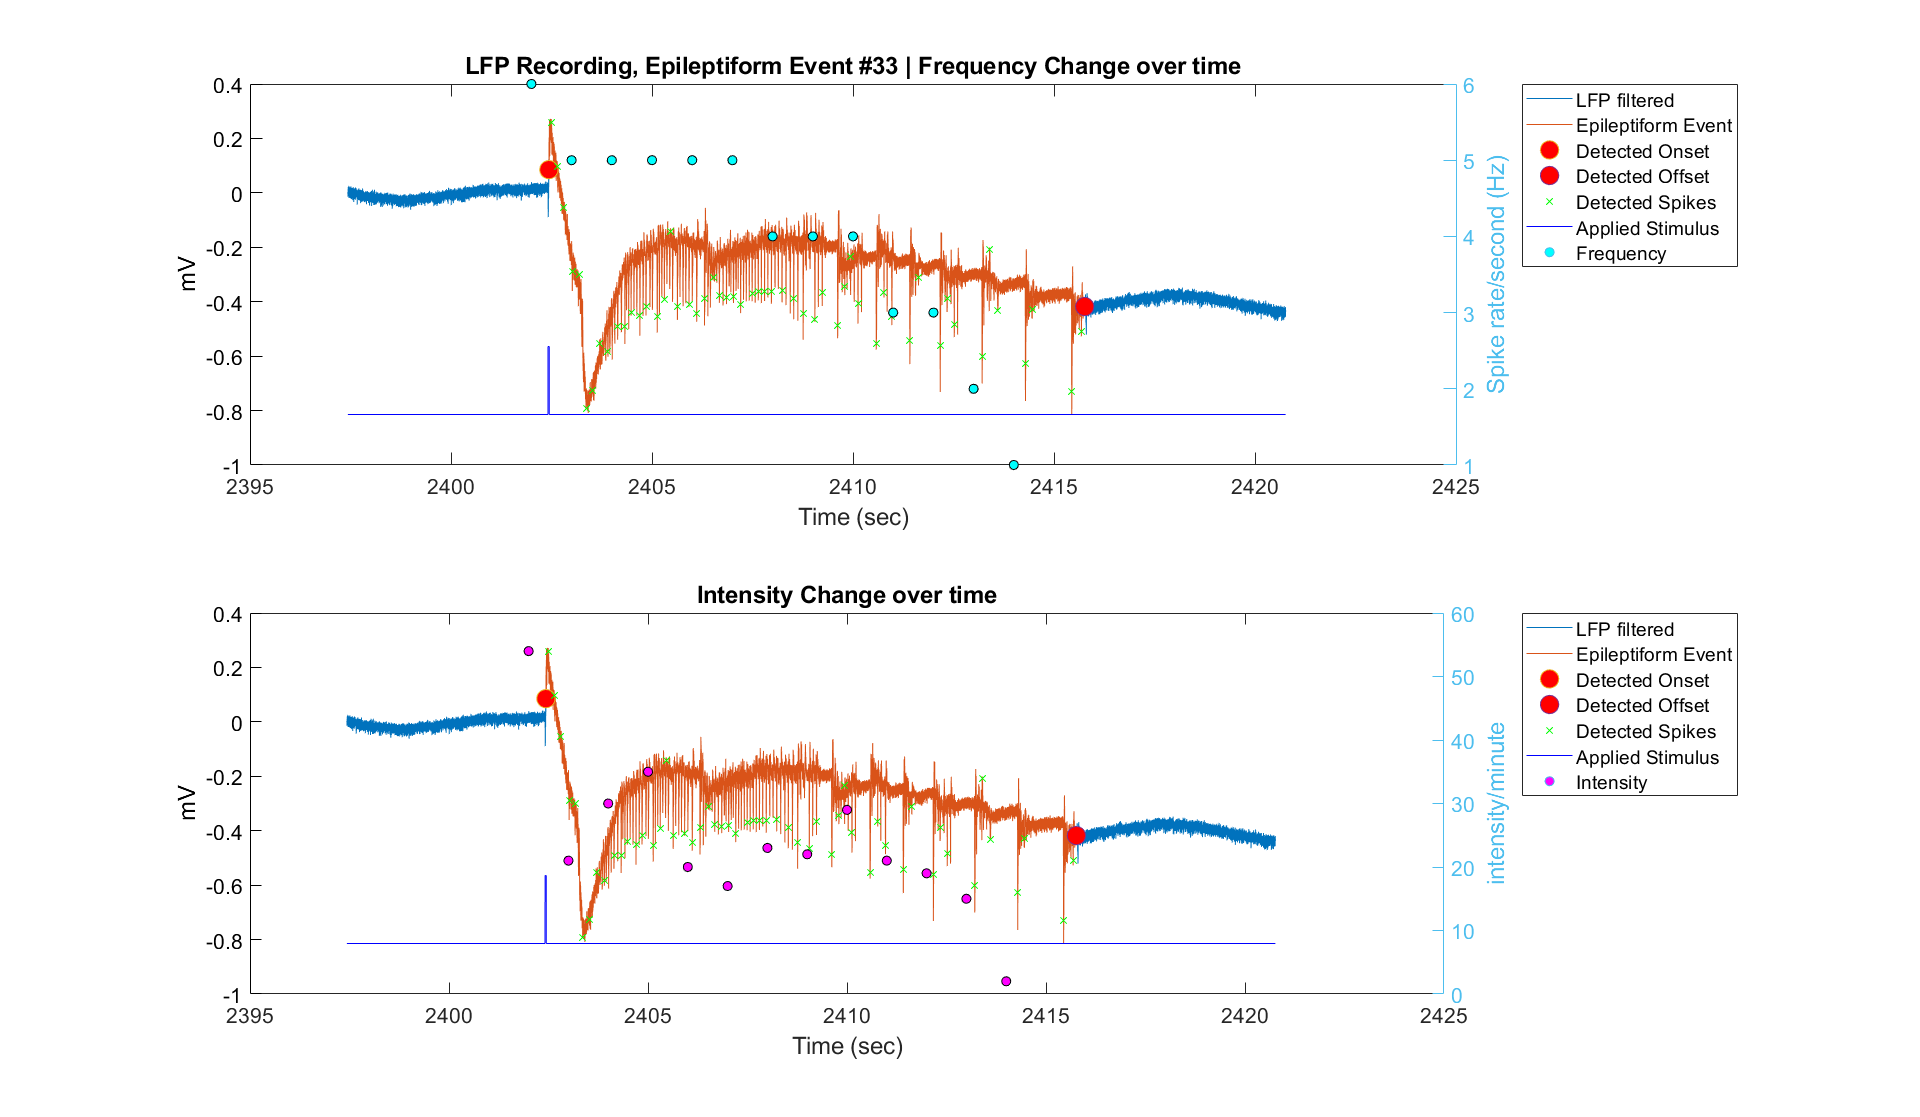 LFP Recording, Epileptiform Event #33 | Frequency Change over time
0.4
0.2
0
-0.2
-0.4
-0.6
-0.8
-1
mV
6
5
4
3
2
1
Spike rate/second (Hz)
2395 2400 2405 2410 2415 2420 2425
Time (sec)
LFP filtered
Epileptiform Event
Detected Onset
Detected Offset
Detected Spikes
Applied Stimulus
Frequency
Intensity Change over time
0.4
0.2
0
-0.2
-0.4
-0.6
-0.8
-1
mV
60
50
40
30
20
10
0
intensity/minute
2395 2400 2405 2410 2415 2420 2425
Time (sec)
LFP filtered
Epileptiform Event
Detected Onset
Detected Offset
Detected Spikes
Applied Stimulus
Intensity